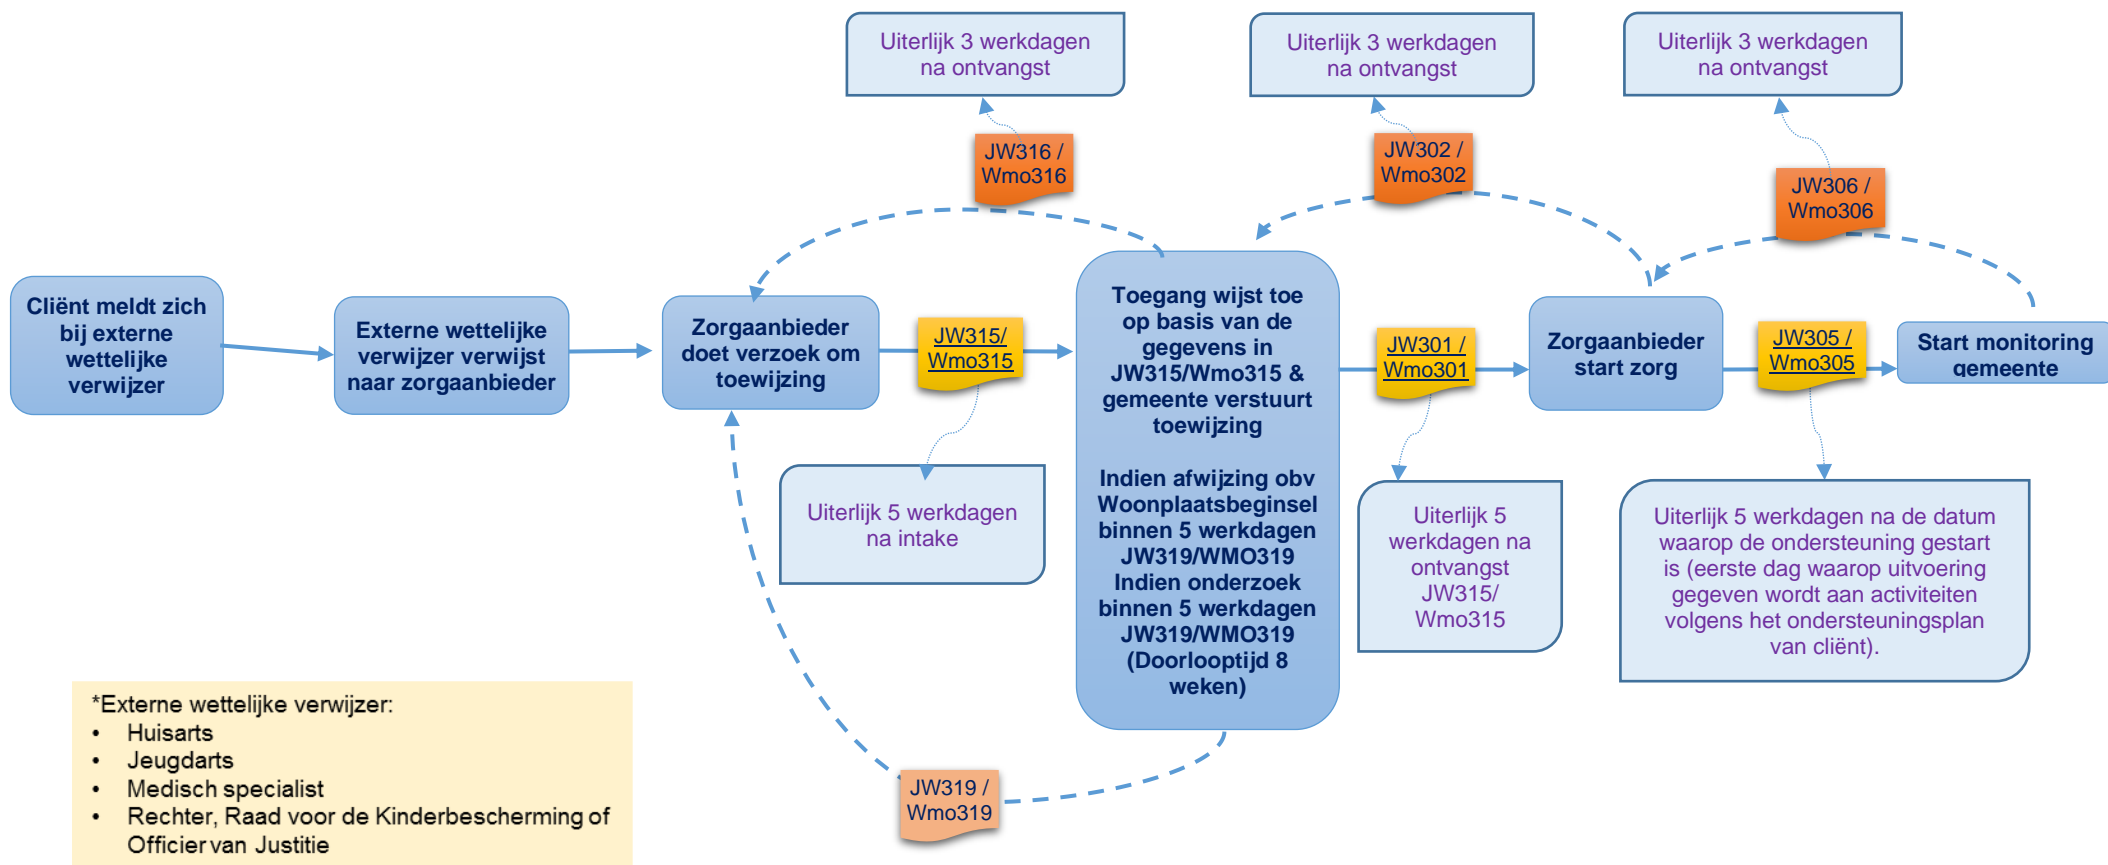 Uiterlijk 3 werkdagen
na ontvangst
Uiterlijk 3 werkdagen
na ontvangst
Uiterlijk 3 werkdagen
na ontvangst
JW316 /
Wmo316
JW302 /
Wmo302
JW306 /
Wmo306
Cliënt meldt zich
bij externe
wettelijke
verwijzer
Externe wettelijke
verwijzer verwijst
naar zorgaanbieder
Zorgaanbieder
doet verzoek om
toewijzing
JW315/
Wmo315
Toegang wijst toe
op basis van de
gegevens in
JW315/Wmo315 &
gemeente verstuurt
toewijzing
Indien afwijzing obv
Woonplaatsbeginsel
binnen 5 werkdagen
JW319/WMO319
Indien onderzoek
binnen 5 werkdagen
JW319/WMO319
(Doorlooptijd 8
weken)
JW301 /
Wmo301
Zorgaanbieder
start zorg
JW305 /
Wmo305
Start monitoring
gemeente
Uiterlijk 5 werkdagen
na intake
Uiterlijk 5
werkdagen na
ontvangst
JW315/
Wmo315
Uiterlijk 5 werkdagen na de datum
waarop de ondersteuning gestart
is (eerste dag waarop uitvoering
gegeven wordt aan activiteiten
volgens het ondersteuningsplan
van cliënt).
JW319 /
Wmo319
*Externe wettelijke verwijzer:
• Huisarts
• Jeugdarts
• Medisch specialist
• Rechter, Raad voor de Kinderbescherming of
Officier van Justitie